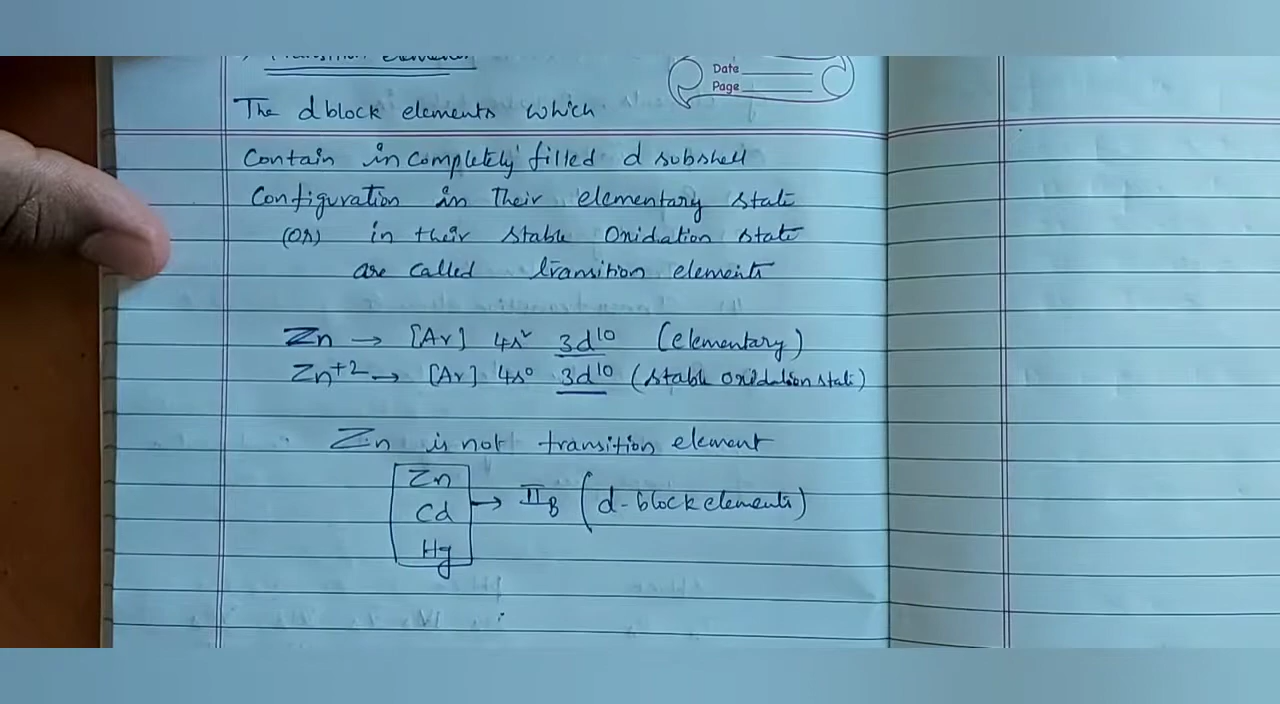 Date
Page
The d block elements which
Contain incompletely filled d subshell
Configuration in Their elementary state
(OR) in their stable Oxidation state
are called transition elements
Zn → [Ar] 4s² 3d¹⁰ (elementary)
Zn⁺² → [Ar] 4s⁰ 3d¹⁰ (stable oxidation state)
Zn is not transition element
Zn
Cd → II B (d-block elements)
Hg